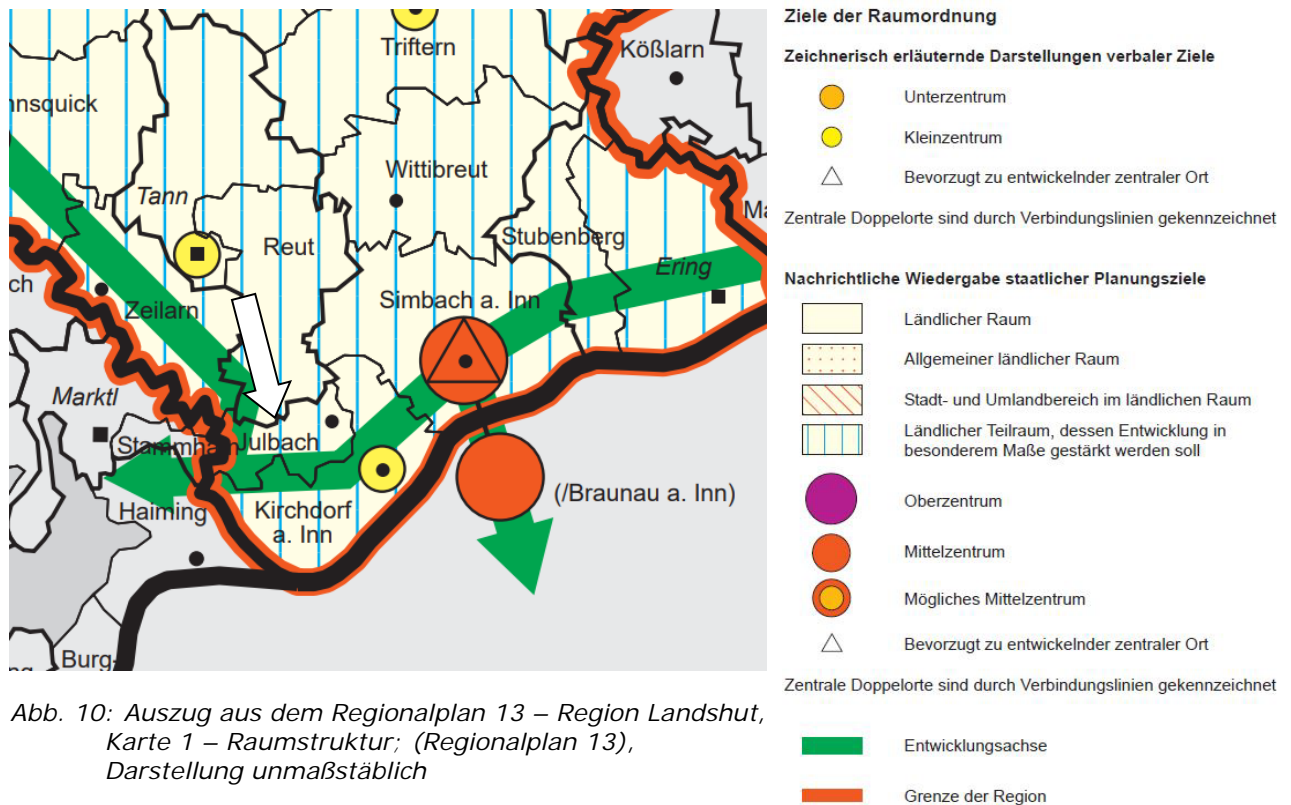 Triftern
Kößlarn
nnsquick
Wittibreut
Tann
Reut
Stubenberg
Ering
ch
Simbach a. Inn
Zeilarn
Marktl
Stammham
Julbach
(/Braunau a. Inn)
Haiming
Kirchdorf
a. Inn
Burg-
Abb. 10: Auszug aus dem Regionalplan 13 – Region Landshut,
Karte 1 – Raumstruktur; (Regionalplan 13),
Darstellung unmaßstäblich
Ziele der Raumordnung
Zeichnerisch erläuternde Darstellungen verbaler Ziele
Unterzentrum
Kleinzentrum
Bevorzugt zu entwickelnder zentraler Ort
Zentrale Doppelorte sind durch Verbindungslinien gekennzeichnet
Nachrichtliche Wiedergabe staatlicher Planungsziele
Ländlicher Raum
Allgemeiner ländlicher Raum
Stadt- und Umlandbereich im ländlichen Raum
Ländlicher Teilraum, dessen Entwicklung in
besonderem Maße gestärkt werden soll
Oberzentrum
Mittelzentrum
Mögliches Mittelzentrum
Bevorzugt zu entwickelnder zentraler Ort
Zentrale Doppelorte sind durch Verbindungslinien gekennzeichnet
Entwicklungsachse
Grenze der Region